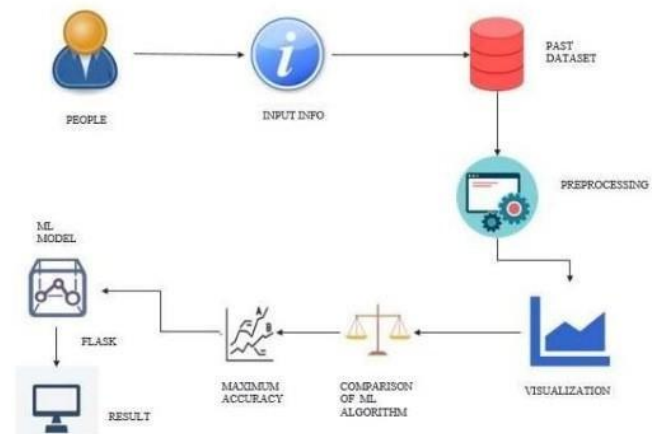 PEOPLE
INPUT INFO
PAST
DATASET
PREPROCESSING
VISUALIZATION
COMPARISON
OF ML
ALGORITHM
A
B
MAXIMUM
ACCURACY
ML
MODEL
FLASK
RESULT